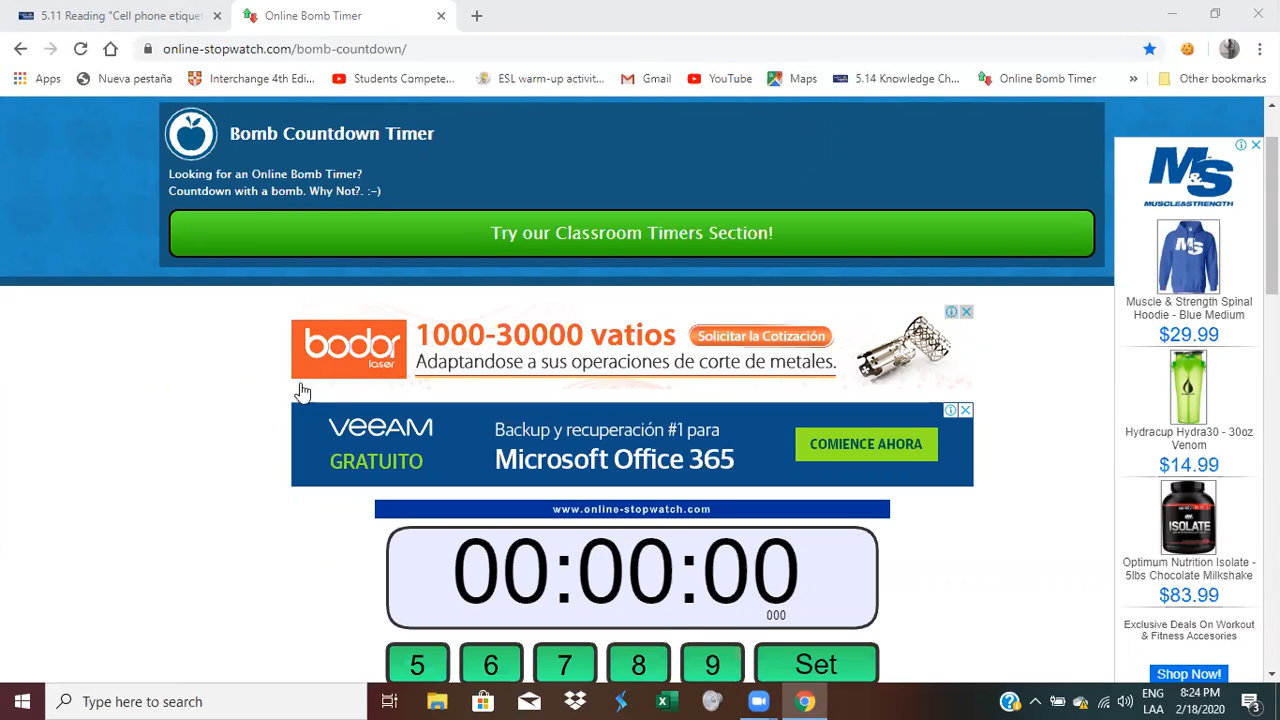 5.11 Reading "Cell phone etiquet
Online Bomb Timer
online-stopwatch.com/bomb-countdown/
Apps
Nueva pestaña
Interchange 4th Edi...
Students Compete...
ESL warm-up activit...
Gmail
YouTube
Maps
5.14 Knowledge Ch...
Online Bomb Timer
»
Other bookmarks
Bomb Countdown Timer
Looking for an Online Bomb Timer?
Countdown with a bomb. Why Not?. :-)
Try our Classroom Timers Section!
bodor
laser
1000-30000 vatios
Solicitar la Cotización
Adaptandose a sus operaciones de corte de metales.
VEEAM
GRATUITO
Backup y recuperación #1 para
Microsoft Office 365
COMIENCE AHORA
www.online-stopwatch.com
00:00:00
000
5 6 7 8 9 Set
M&S
MUSCLE&STRENGTH
Muscle & Strength Spinal
Hoodie - Blue Medium
$29.99
Hydracup Hydra30 - 30oz
Venom
$14.99
ISOLATE
Optimum Nutrition Isolate -
5lbs Chocolate Milkshake
$83.99
Exclusive Deals On Workout
& Fitness Accesories
Shop Now!
Type here to search
ENG
LAA
8:24 PM
2/18/2020
3